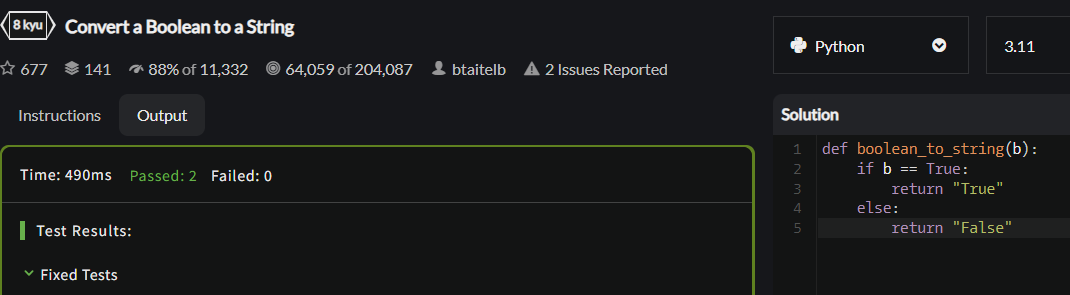 8 kyu Convert a Boolean to a String
677 141 88% of 11,332 64,059 of 204,087 btaitelb 2 Issues Reported
Instructions Output
Time: 490ms Passed: 2 Failed: 0
Test Results:
Fixed Tests
Python 3.11
Solution
1 def boolean_to_string(b):
2     if b == True:
3         return "True"
4     else:
5         return "False"